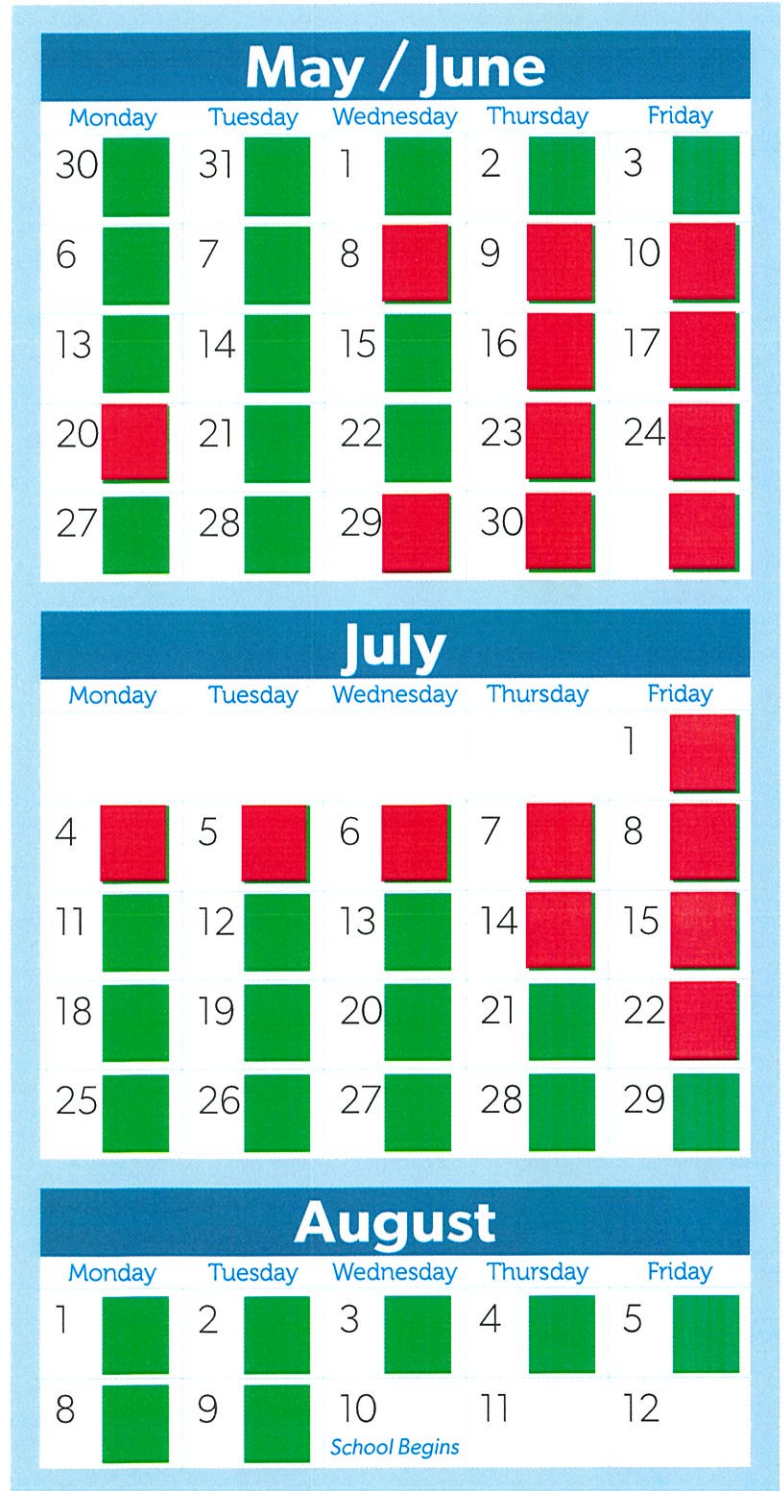 May / June
Monday Tuesday Wednesday Thursday Friday
30 31 1 2 3
6 7 8 9 10
13 14 15 16 17
20 21 22 23 24
27 28 29 30
July
Monday Tuesday Wednesday Thursday Friday
1
4 5 6 7 8
11 12 13 14 15
18 19 20 21 22
25 26 27 28 29
August
Monday Tuesday Wednesday Thursday Friday
1 2 3 4 5
8 9 10 11 12
School Begins